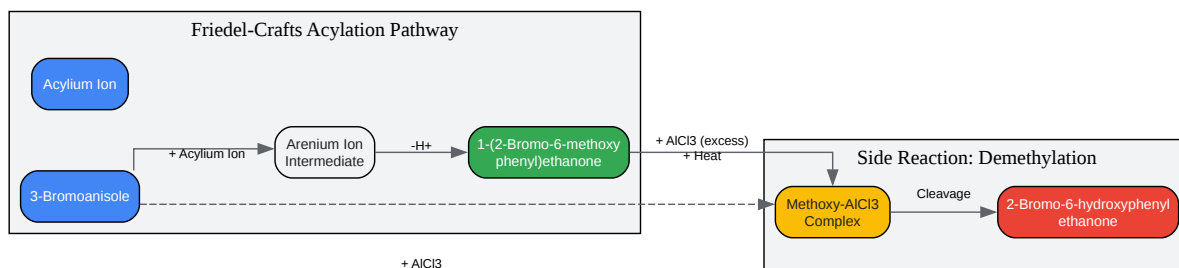 Friedel-Crafts Acylation Pathway
Acylium Ion
+ Acylium Ion
Arenium Ion
Intermediate
-H+
1-(2-Bromo-6-methoxy
phenyl)ethanone
+ AlCl3 (excess)
+ Heat
3-Bromoanisole
Side Reaction: Demethylation
Methoxy-AlCl3
Complex
Cleavage
2-Bromo-6-hydroxyphenyl
ethanone
+ AlCl3